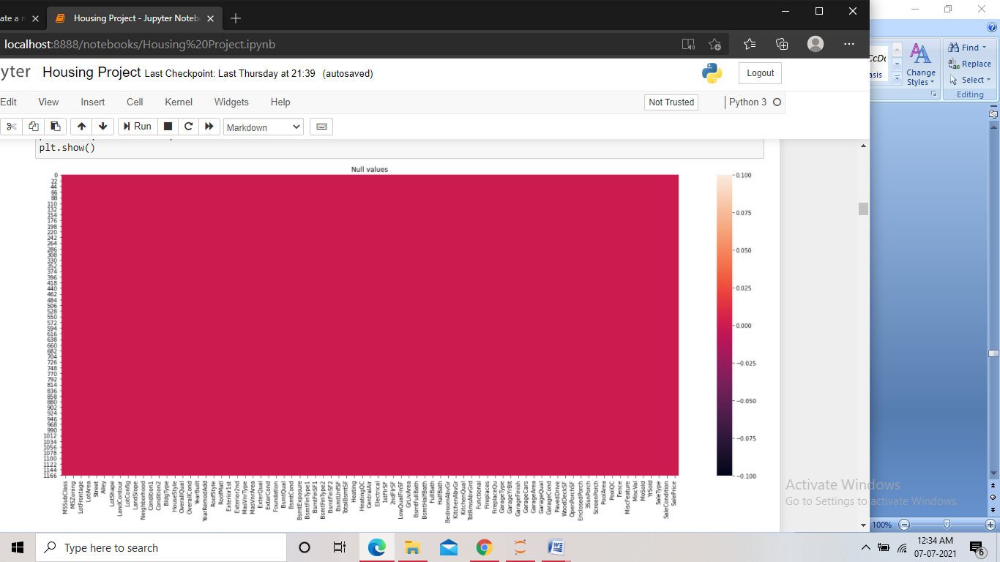 ate a n
Housing Project - Jupyter Noteb
localhost:8888/notebooks/Housing%20Project.ipynb
yter Housing Project Last Checkpoint: Last Thursday at 21:39 (autosaved)
Logout
Edit View Insert Cell Kernel Widgets Help
Not Trusted
Python 3
Run
Markdown
plt.show()
Null values
0
22
44
66
88
110
132
154
176
198
220
242
264
286
308
330
352
374
396
418
440
462
484
506
528
550
572
594
616
638
660
682
704
726
748
770
792
814
836
858
880
902
924
946
968
990
1012
1034
1056
1078
1100
1122
1144
1166
MSSubClass
MSZoning
LotFrontage
LotArea
Street
Alley
LotShape
LandContour
LotConfig
LandSlope
Neighborhood
Condition1
Condition2
BldgType
HouseStyle
OverallQual
OverallCond
YearBuilt
YearRemodAdd
RoofStyle
RoofMatl
Exterior1st
Exterior2nd
MasVnrType
MasVnrArea
ExterQual
ExterCond
Foundation
BsmtQual
BsmtCond
BsmtExposure
BsmtFinType1
BsmtFinSF1
BsmtFinType2
BsmtFinSF2
BsmtUnfSF
TotalBsmtSF
Heating
HeatingQC
CentralAir
Electrical
1stFlrSF
2ndFlrSF
LowQualFinSF
GrLivArea
BsmtFullBath
BsmtHalfBath
FullBath
HalfBath
BedroomAbvGr
KitchenAbvGr
KitchenQual
TotRmsAbvGrd
Functional
Fireplaces
FireplaceQu
GarageType
GarageYrBlt
GarageFinish
GarageCars
GarageArea
GarageQual
GarageCond
PavedDrive
WoodDeckSF
OpenPorchSF
EnclosedPorch
3SsnPorch
ScreenPorch
PoolArea
PoolQC
Fence
MiscFeature
MiscVal
MoSold
YrSold
SaleType
SaleCondition
SalePrice
0.100
0.075
0.050
0.025
0.000
−0.025
−0.050
−0.075
−0.100
CcD
asis
Change
Styles
Find
Replace
Select
Editing
Activate Windows
Go to Settings to activate Windows.
100%
Type here to search
12:34 AM
07-07-2021
6